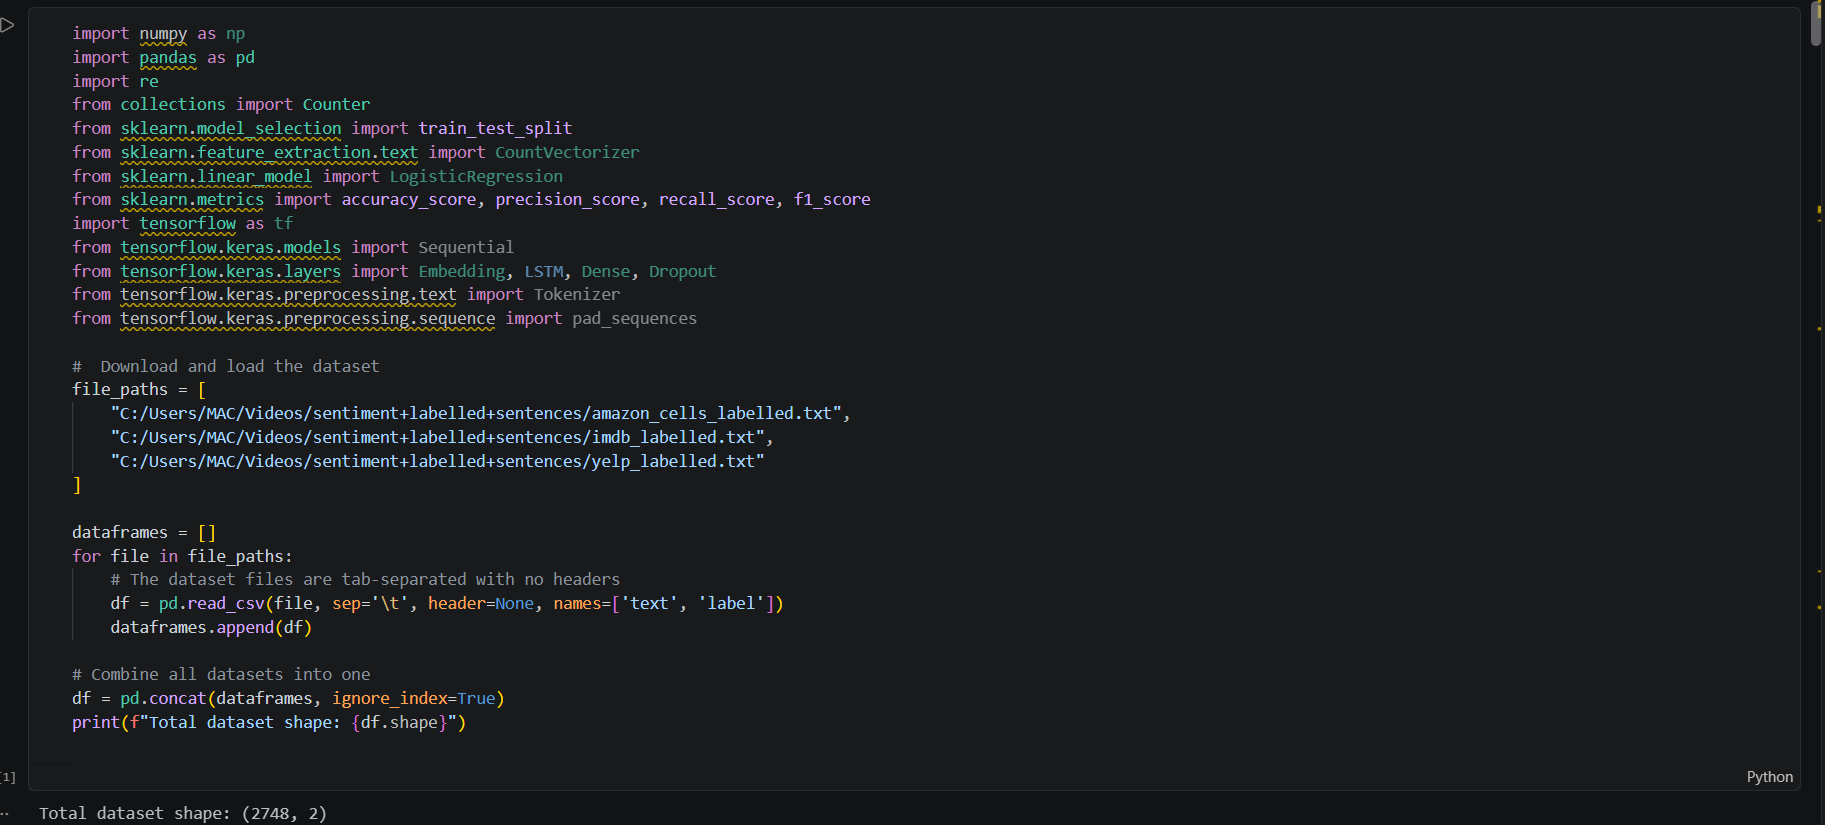 import numpy as np
import pandas as pd
import re
from collections import Counter
from sklearn.model_selection import train_test_split
from sklearn.feature_extraction.text import CountVectorizer
from sklearn.linear_model import LogisticRegression
from sklearn.metrics import accuracy_score, precision_score, recall_score, f1_score
import tensorflow as tf
from tensorflow.keras.models import Sequential
from tensorflow.keras.layers import Embedding, LSTM, Dense, Dropout
from tensorflow.keras.preprocessing.text import Tokenizer
from tensorflow.keras.preprocessing.sequence import pad_sequences

#  Download and load the dataset
file_paths = [
    "C:/Users/MAC/Videos/sentiment+labelled+sentences/amazon_cells_labelled.txt",
    "C:/Users/MAC/Videos/sentiment+labelled+sentences/imdb_labelled.txt",
    "C:/Users/MAC/Videos/sentiment+labelled+sentences/yelp_labelled.txt"
]

dataframes = []
for file in file_paths:
    # The dataset files are tab-separated with no headers
    df = pd.read_csv(file, sep='\t', header=None, names=['text', 'label'])
    dataframes.append(df)

# Combine all datasets into one
df = pd.concat(dataframes, ignore_index=True)
print(f"Total dataset shape: {df.shape}")
[1]
Python
Total dataset shape: (2748, 2)